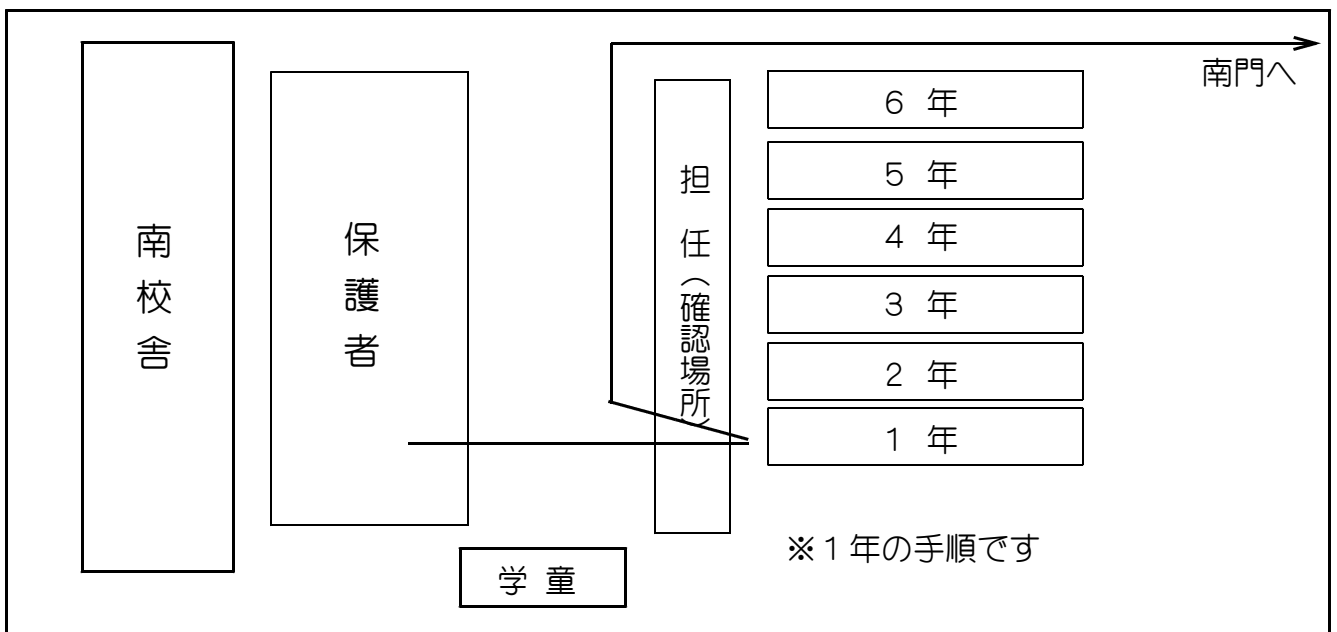 南門へ
6 年
5 年
4 年
3 年
2 年
1 年
担任（確認場所）
保護者
南校舎
学 童
※1年の手順です